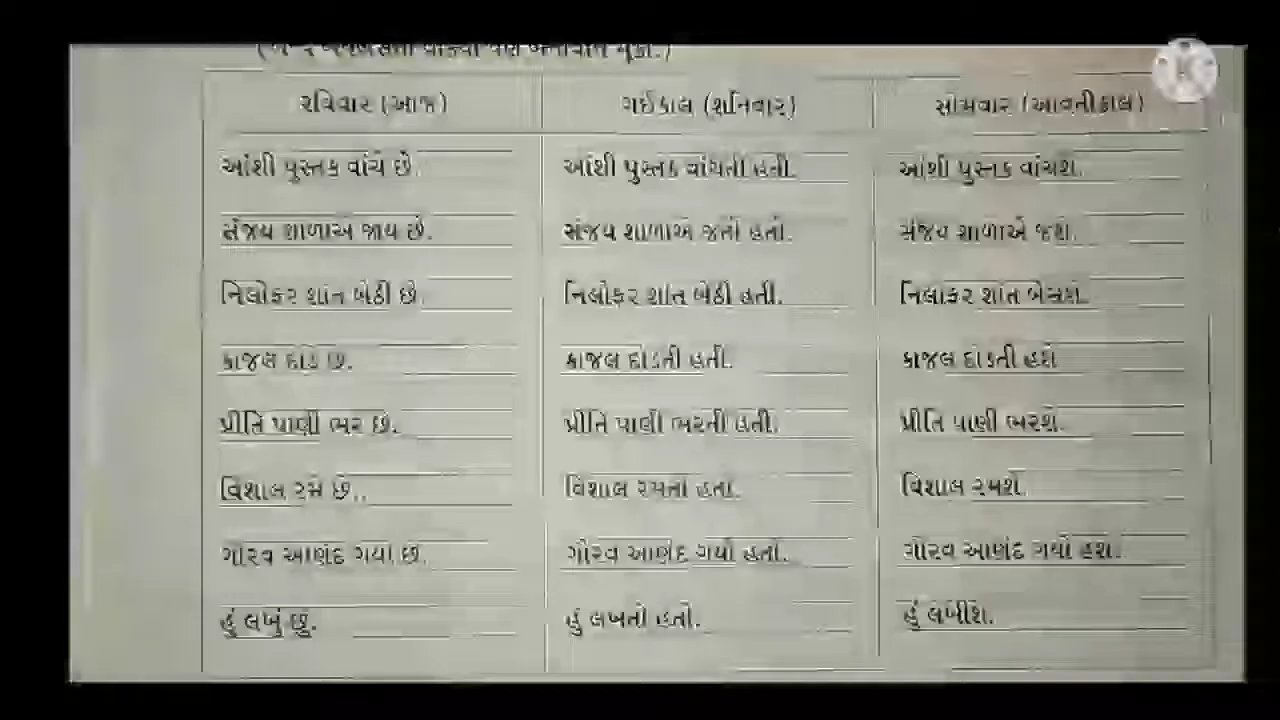 રવિવાર (આજ) ગઈકાલ (શનિવાર) સોમવાર (આવતીકાલ)
આંશી પુસ્તક વાંચે છે. આંશી પુસ્તક વાંચતી હતી. આંશી પુસ્તક વાંચશે.
સંજય શાળાએ જાય છે. સંજય શાળાએ જતો હતો. સંજય શાળાએ જશે.
નિલોફર શાંત બેઠી છે. નિલોફર શાંત બેઠી હતી. નિલોફર શાંત બેસશે.
કાજલ દોડે છે. કાજલ દોડતી હતી. કાજલ દોડતી હશે
પ્રીતિ પાણી ભરે છે. પ્રીતિ પાણી ભરતી હતી. પ્રીતિ પાણી ભરશે.
વિશાલ રમે છે.. વિશાલ રમતો હતો. વિશાલ રમશે.
ગૌરવ આણંદ ગયો છે. ગૌરવ આણંદ ગયો હતો. ગૌરવ આણંદ ગયો હશે.
હું લખું છું. હું લખતો હતો. હું લખીશ.